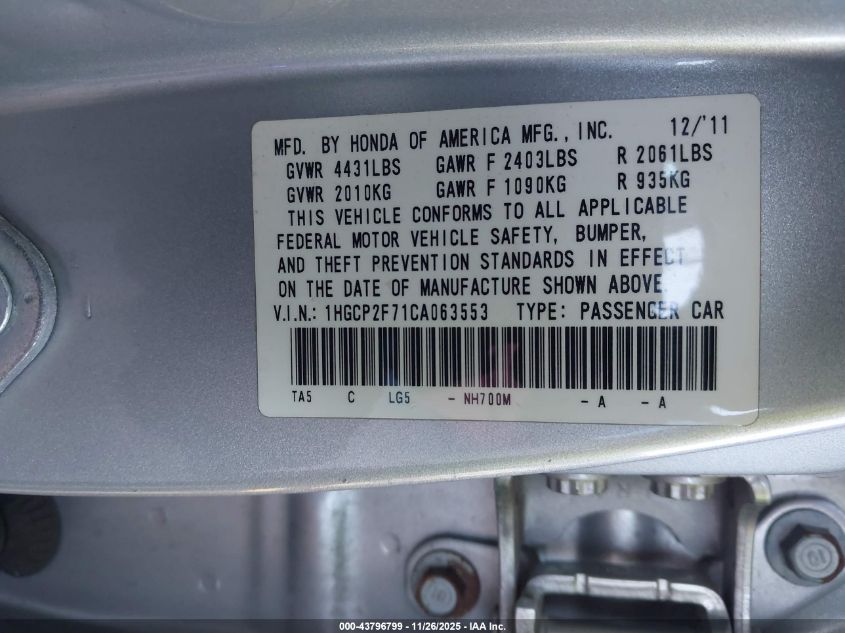 MFD. BY HONDA OF AMERICA MFG., INC. 12/'11
GVWR 4431LBS GAWR F 2403LBS R 2061LBS
GVWR 2010KG GAWR F 1090KG R 935KG
THIS VEHICLE CONFORMS TO ALL APPLICABLE
FEDERAL MOTOR VEHICLE SAFETY, BUMPER,
AND THEFT PREVENTION STANDARDS IN EFFECT
ON THE DATE OF MANUFACTURE SHOWN ABOVE.
V.I.N.: 1HGCP2F71CA063553 TYPE: PASSENGER CAR
TA5 C LG5 - NH700M - A - A
000-43796799 - 11/26/2025 - IAA Inc.